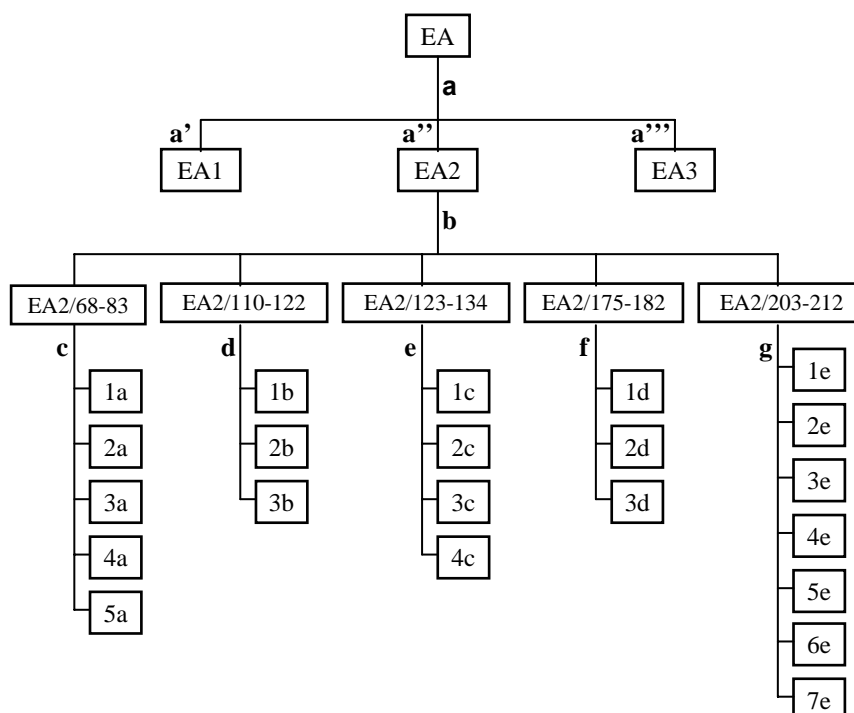 EA
a
a' a'' a'''
EA1 EA2 EA3
b
EA2/68-83 EA2/110-122 EA2/123-134 EA2/175-182 EA2/203-212
c d e f g
1e
1a 1b 1c 1d
2e
2a 2b 2c 2d
3e
3a 3b 3c 3d
4e
4a 4c
5e
5a
6e
7e